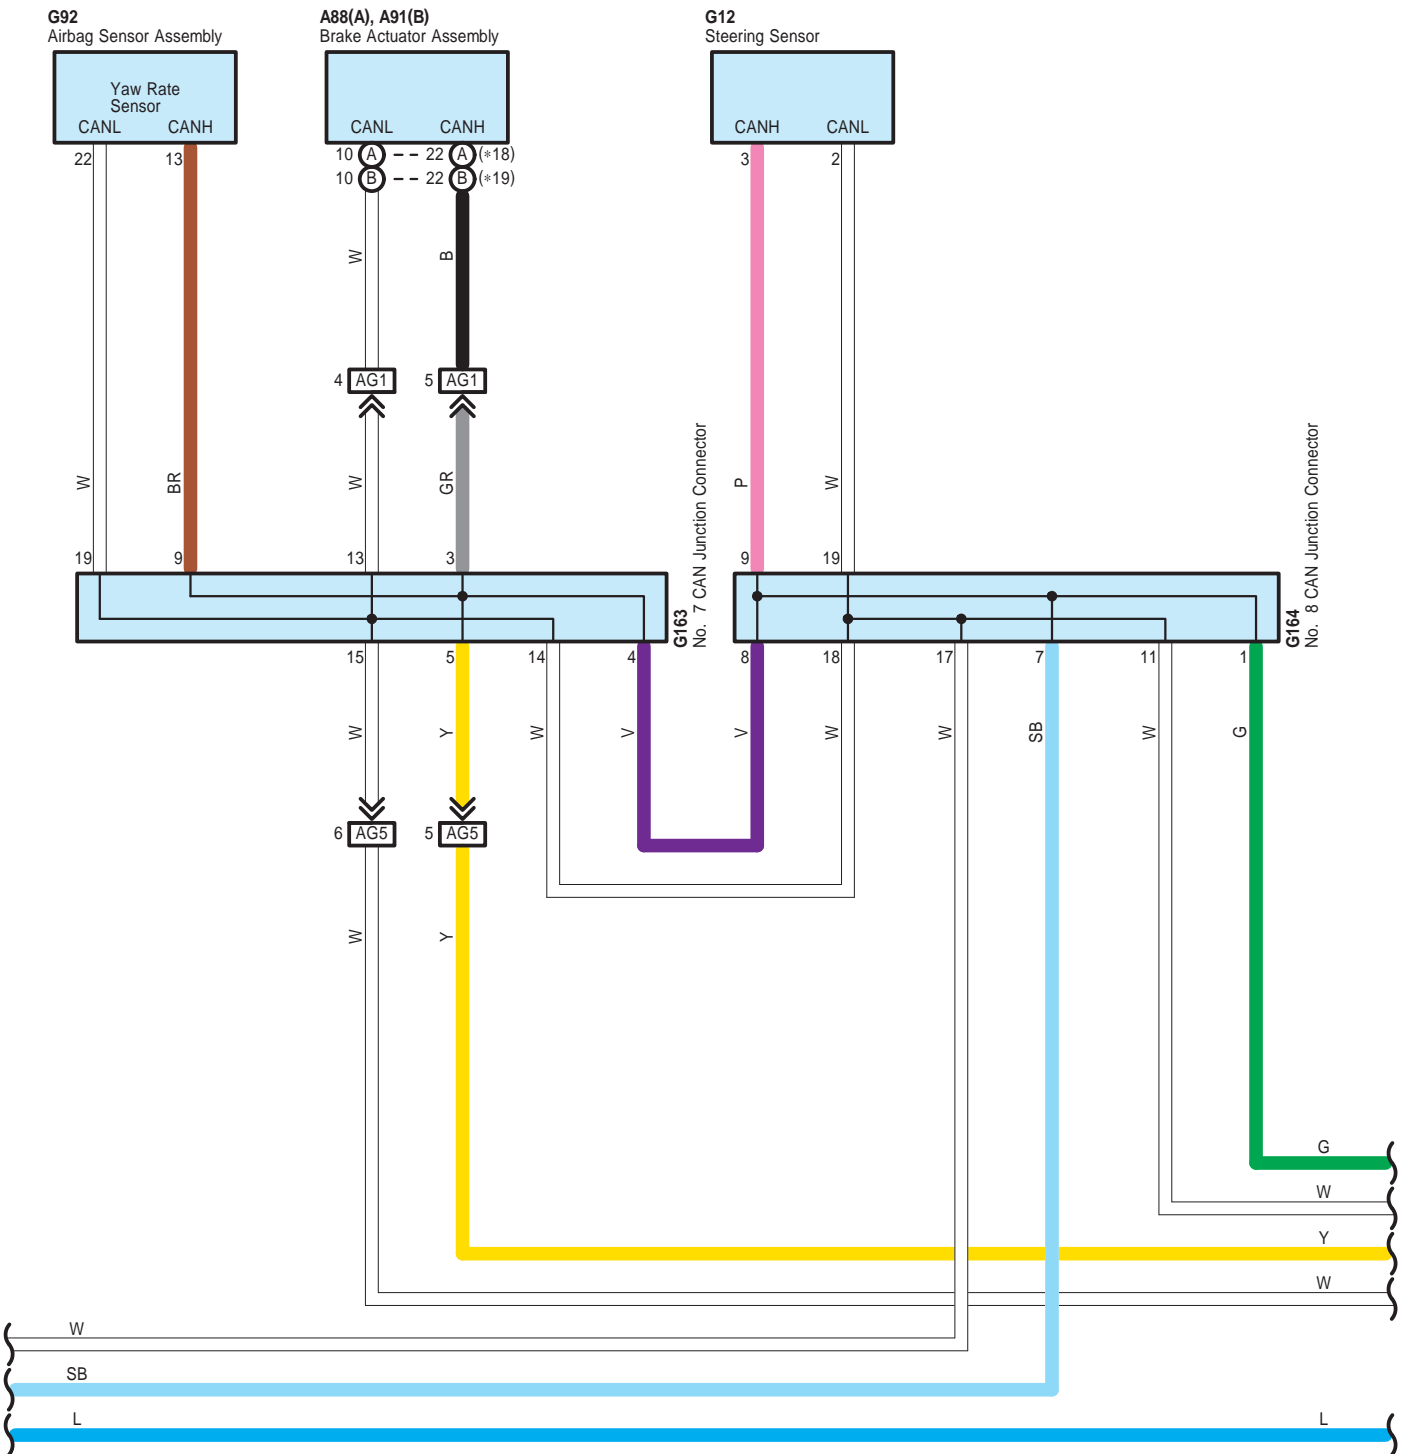 G92
Airbag Sensor Assembly
A88(A), A91(B)
Brake Actuator Assembly
G12
Steering Sensor
Yaw Rate
Sensor
CANL CANH
CANL CANH
CANH CANL
22 13
10 A 22 A (*18)
10 B 22 B (*19)
3 2
W B
4 AG1 5 AG1
W BR W GR P W
19 9 13 3 9 19
G163
No. 7 CAN Junction Connector
G164
No. 8 CAN Junction Connector
15 5 14 4 8 18 17 7 11 1
W Y W V V W W SB W G
6 AG5 5 AG5
W Y
G
W
Y
W
W
SB
L L